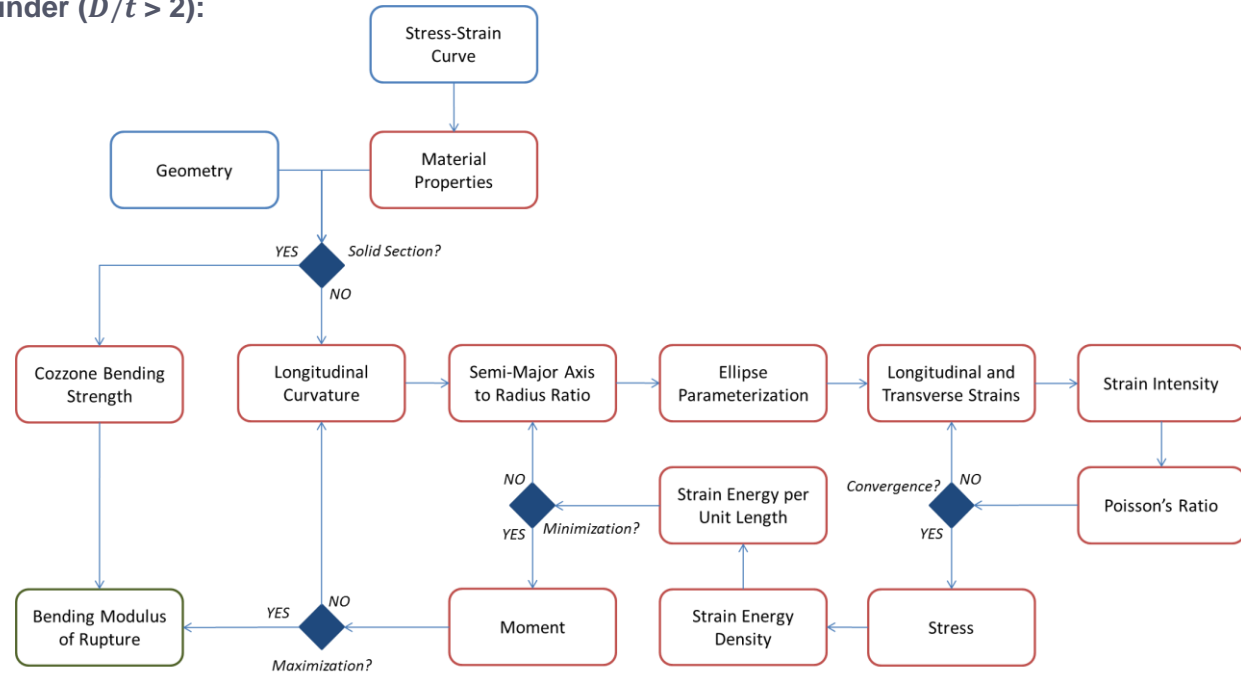 under (D/t > 2):
Stress-Strain
Curve
Geometry
Material
Properties
YES
Solid Section?
NO
Cozzone Bending
Strength
Longitudinal
Curvature
Semi-Major Axis
to Radius Ratio
Ellipse
Parameterization
Longitudinal and
Transverse Strains
Strain Intensity
NO
Minimization?
YES
Strain Energy per
Unit Length
Convergence?
NO
YES
Poisson's Ratio
Bending Modulus
of Rupture
YES
NO
Maximization?
Moment
Strain Energy
Density
Stress